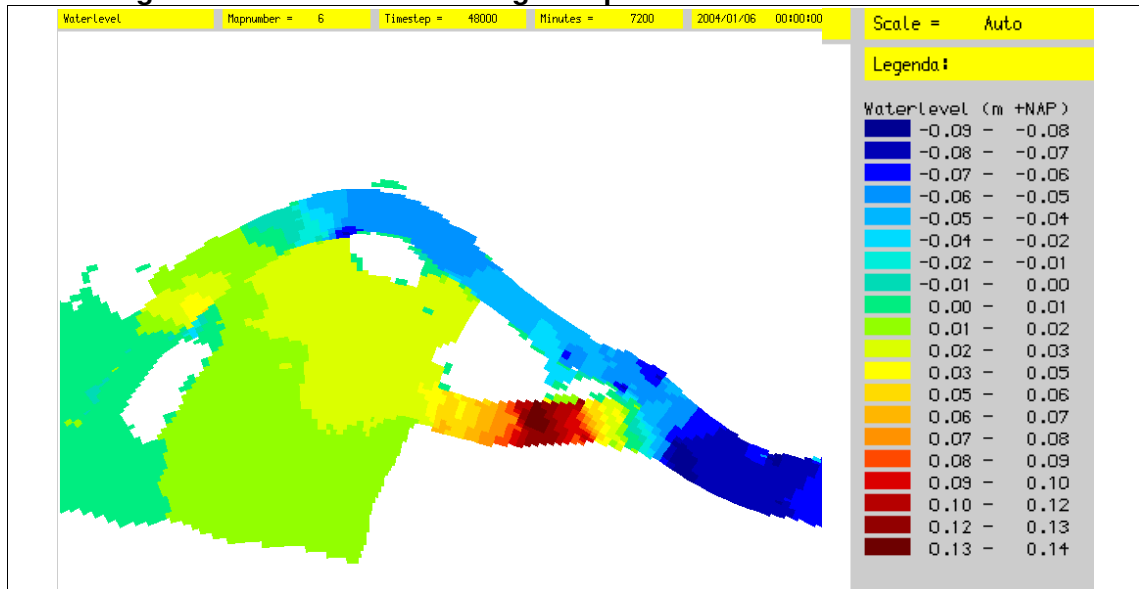 Waterlevel Mapnumber = 6 Timestep = 48000 Minutes = 7200 2004/01/06 00:00:00
Scale = Auto
Legenda:
Waterlevel (m +NAP)
-0.09 - -0.08
-0.08 - -0.07
-0.07 - -0.06
-0.06 - -0.05
-0.05 - -0.04
-0.04 - -0.02
-0.02 - -0.01
-0.01 - 0.00
0.00 - 0.01
0.01 - 0.02
0.02 - 0.03
0.03 - 0.05
0.05 - 0.06
0.06 - 0.07
0.07 - 0.08
0.08 - 0.09
0.09 - 0.10
0.10 - 0.12
0.12 - 0.13
0.13 - 0.14